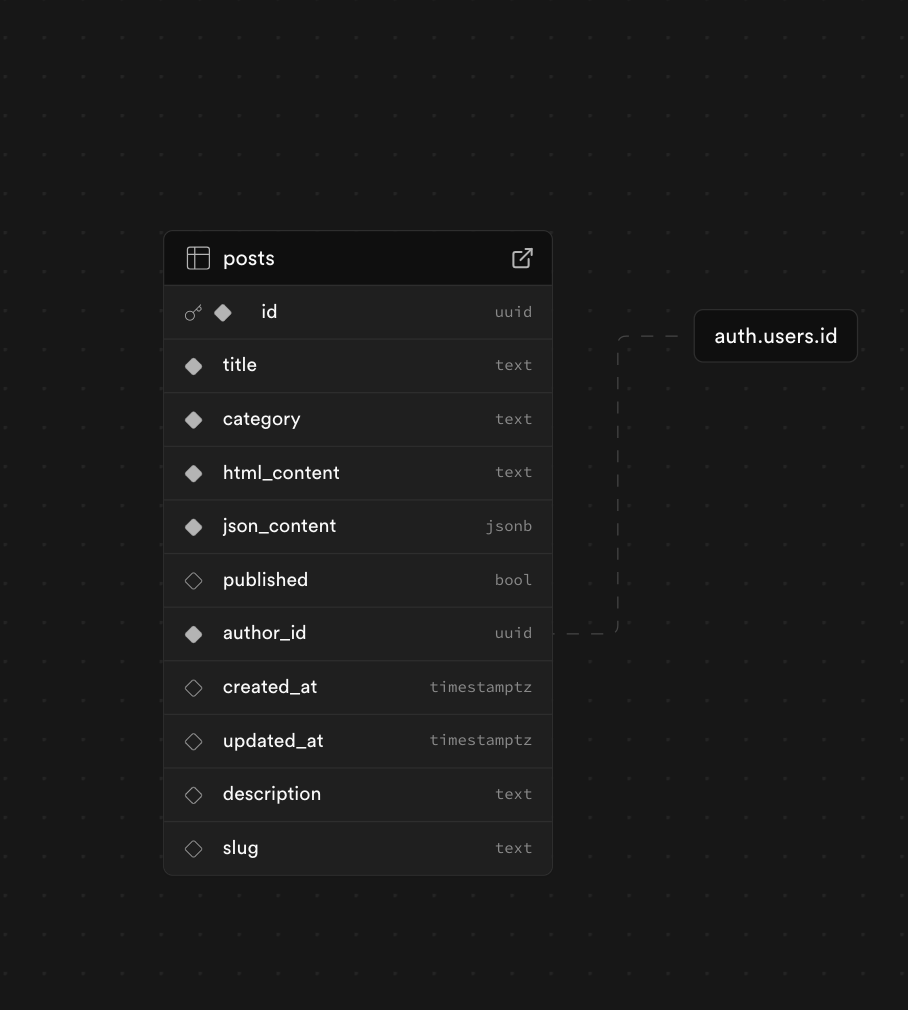 posts
id uuid
title text
category text
html_content text
json_content jsonb
published bool
author_id uuid
created_at timestamptz
updated_at timestamptz
description text
slug text
auth.users.id